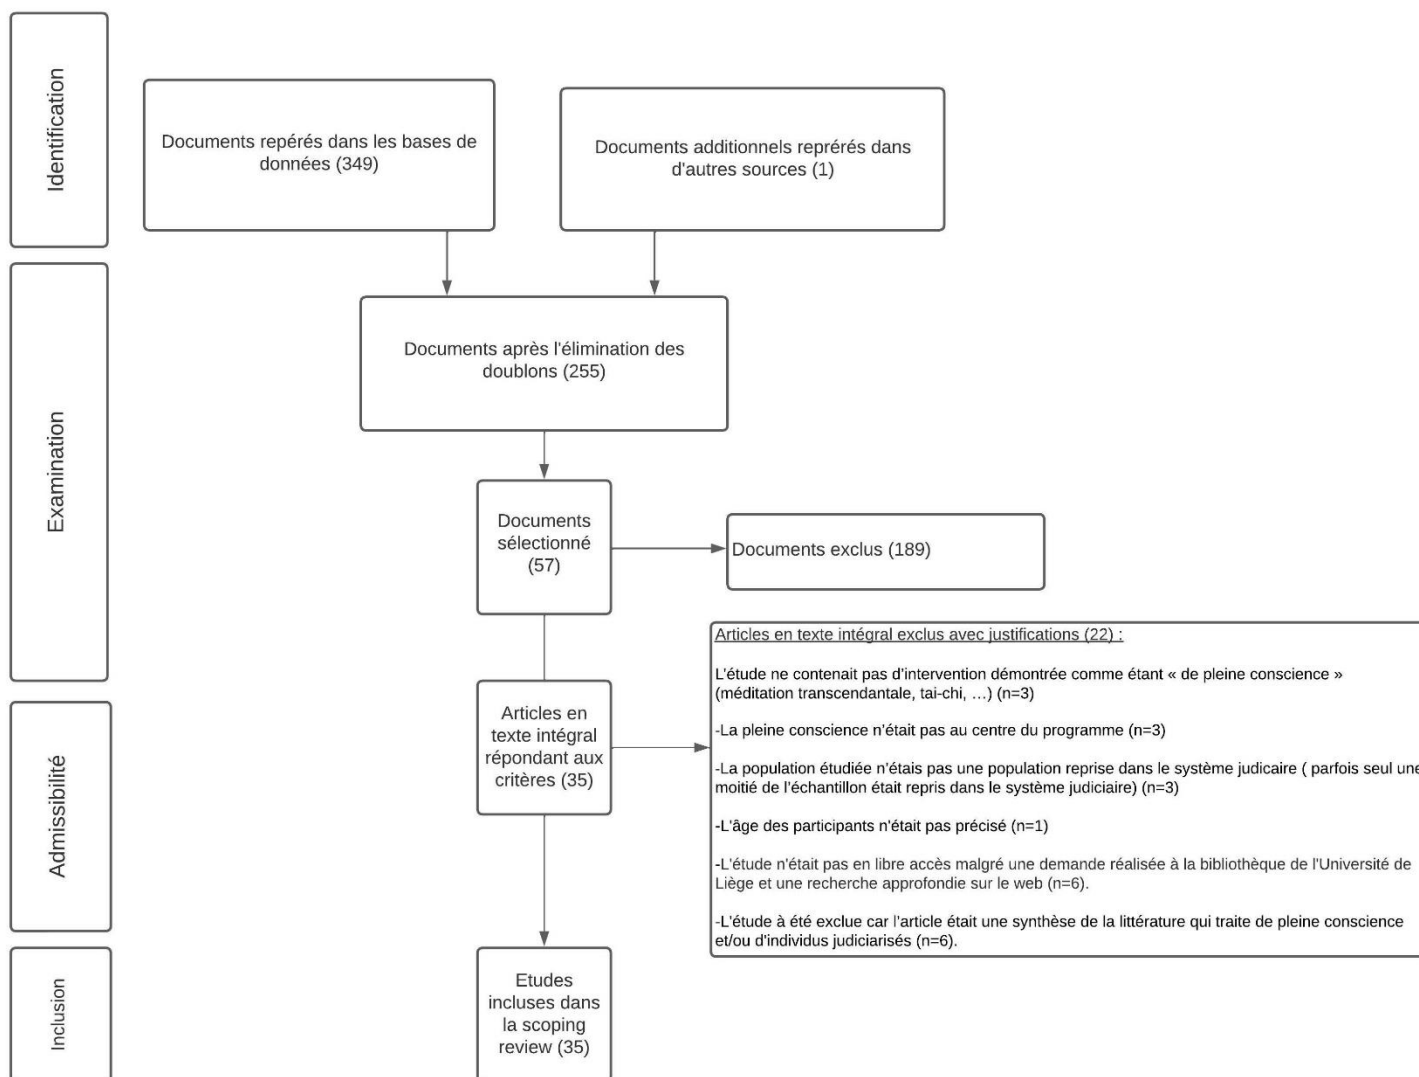 Identification
Documents repérés dans les bases de
données (349)
Documents additionnels reprérés dans
d'autres sources (1)
Examination
Documents après l'élimination des
doublons (255)
Documents
sélectionné
(57)
Documents exclus (189)
Admissibilité
Articles en
texte intégral
répondant aux
critères (35)
Articles en texte intégral exclus avec justifications (22) :
L'étude ne contenait pas d'intervention démontrée comme étant « de pleine conscience »
(méditation transcendantale, tai-chi, …) (n=3)
-La pleine conscience n'était pas au centre du programme (n=3)
-La population étudiée n'étais pas une population reprise dans le système judicaire ( parfois seul une
moitié de l'échantillon était repris dans le système judiciaire) (n=3)
-L'âge des participants n'était pas précisé (n=1)
-L'étude n'était pas en libre accès malgré une demande réalisée à la bibliothèque de l'Université de
Liège et une recherche approfondie sur le web (n=6).
-L'étude à été exclue car l'article était une synthèse de la littérature qui traite de pleine conscience
et/ou d'individus judiciarisés (n=6).
Inclusion
Etudes
incluses dans
la scoping
review (35)